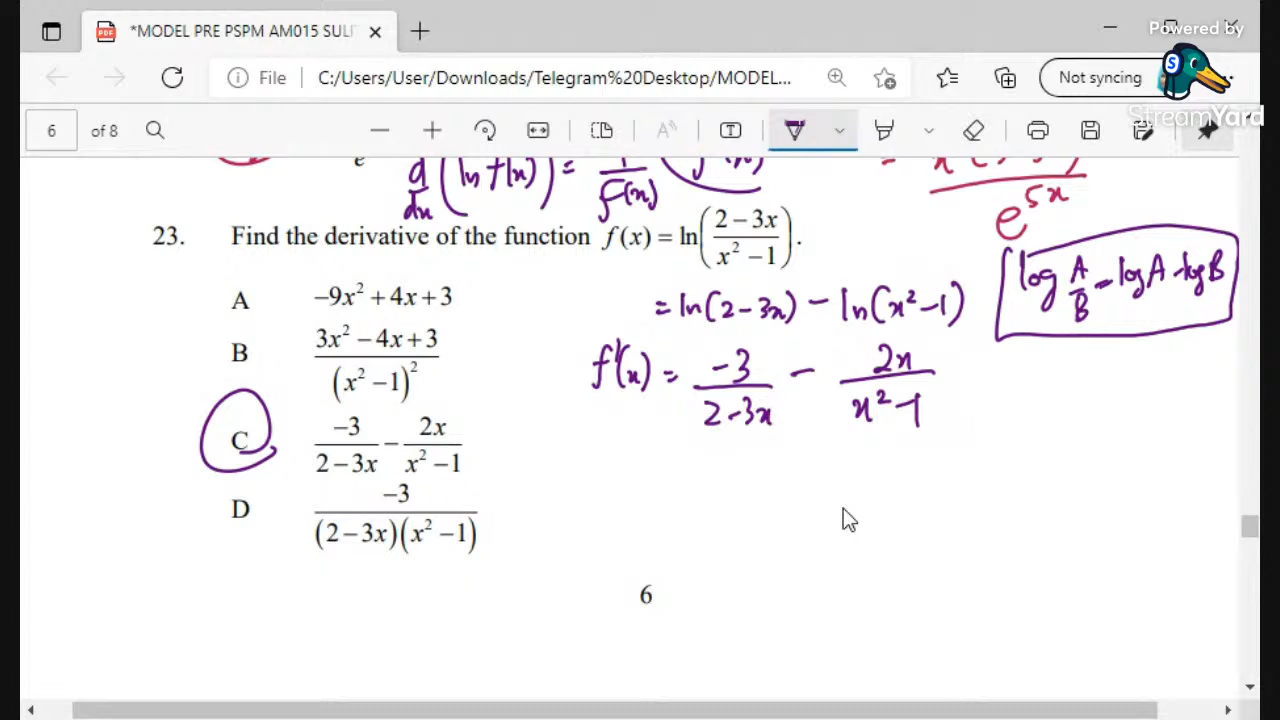 *MODEL PRE PSPM AM015 SULI
Powered by
File C:/Users/User/Downloads/Telegram%20Desktop/MODEL... Not syncing
StreamYard
6 of 8
e d/dx (ln f(x)) = 1/f(x)
e^5x
23. Find the derivative of the function f(x) = ln((2 − 3x)/(x² − 1)).
log A/B = log A - log B
= ln(2 - 3x) - ln(x² - 1)
A −9x² + 4x + 3
B (3x² − 4x + 3)/(x² − 1)²
f'(x) = -3/(2 - 3x) - 2x/(x² - 1)
C −3/(2 − 3x) − 2x/(x² − 1)
D −3/((2 − 3x)(x² − 1))
6